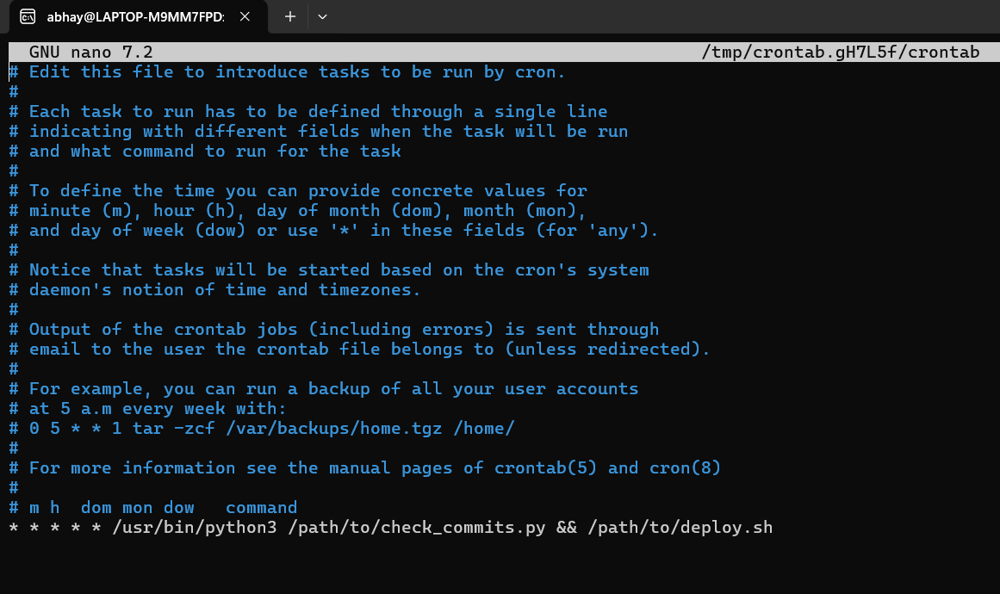 abhay@LAPTOP-M9MM7FPD:
GNU nano 7.2 /tmp/crontab.gH7L5f/crontab
# Edit this file to introduce tasks to be run by cron.
#
# Each task to run has to be defined through a single line
# indicating with different fields when the task will be run
# and what command to run for the task
#
# To define the time you can provide concrete values for
# minute (m), hour (h), day of month (dom), month (mon),
# and day of week (dow) or use '*' in these fields (for 'any').
#
# Notice that tasks will be started based on the cron's system
# daemon's notion of time and timezones.
#
# Output of the crontab jobs (including errors) is sent through
# email to the user the crontab file belongs to (unless redirected).
#
# For example, you can run a backup of all your user accounts
# at 5 a.m every week with:
# 0 5 * * 1 tar -zcf /var/backups/home.tgz /home/
#
# For more information see the manual pages of crontab(5) and cron(8)
#
# m h  dom mon dow   command
* * * * * /usr/bin/python3 /path/to/check_commits.py && /path/to/deploy.sh